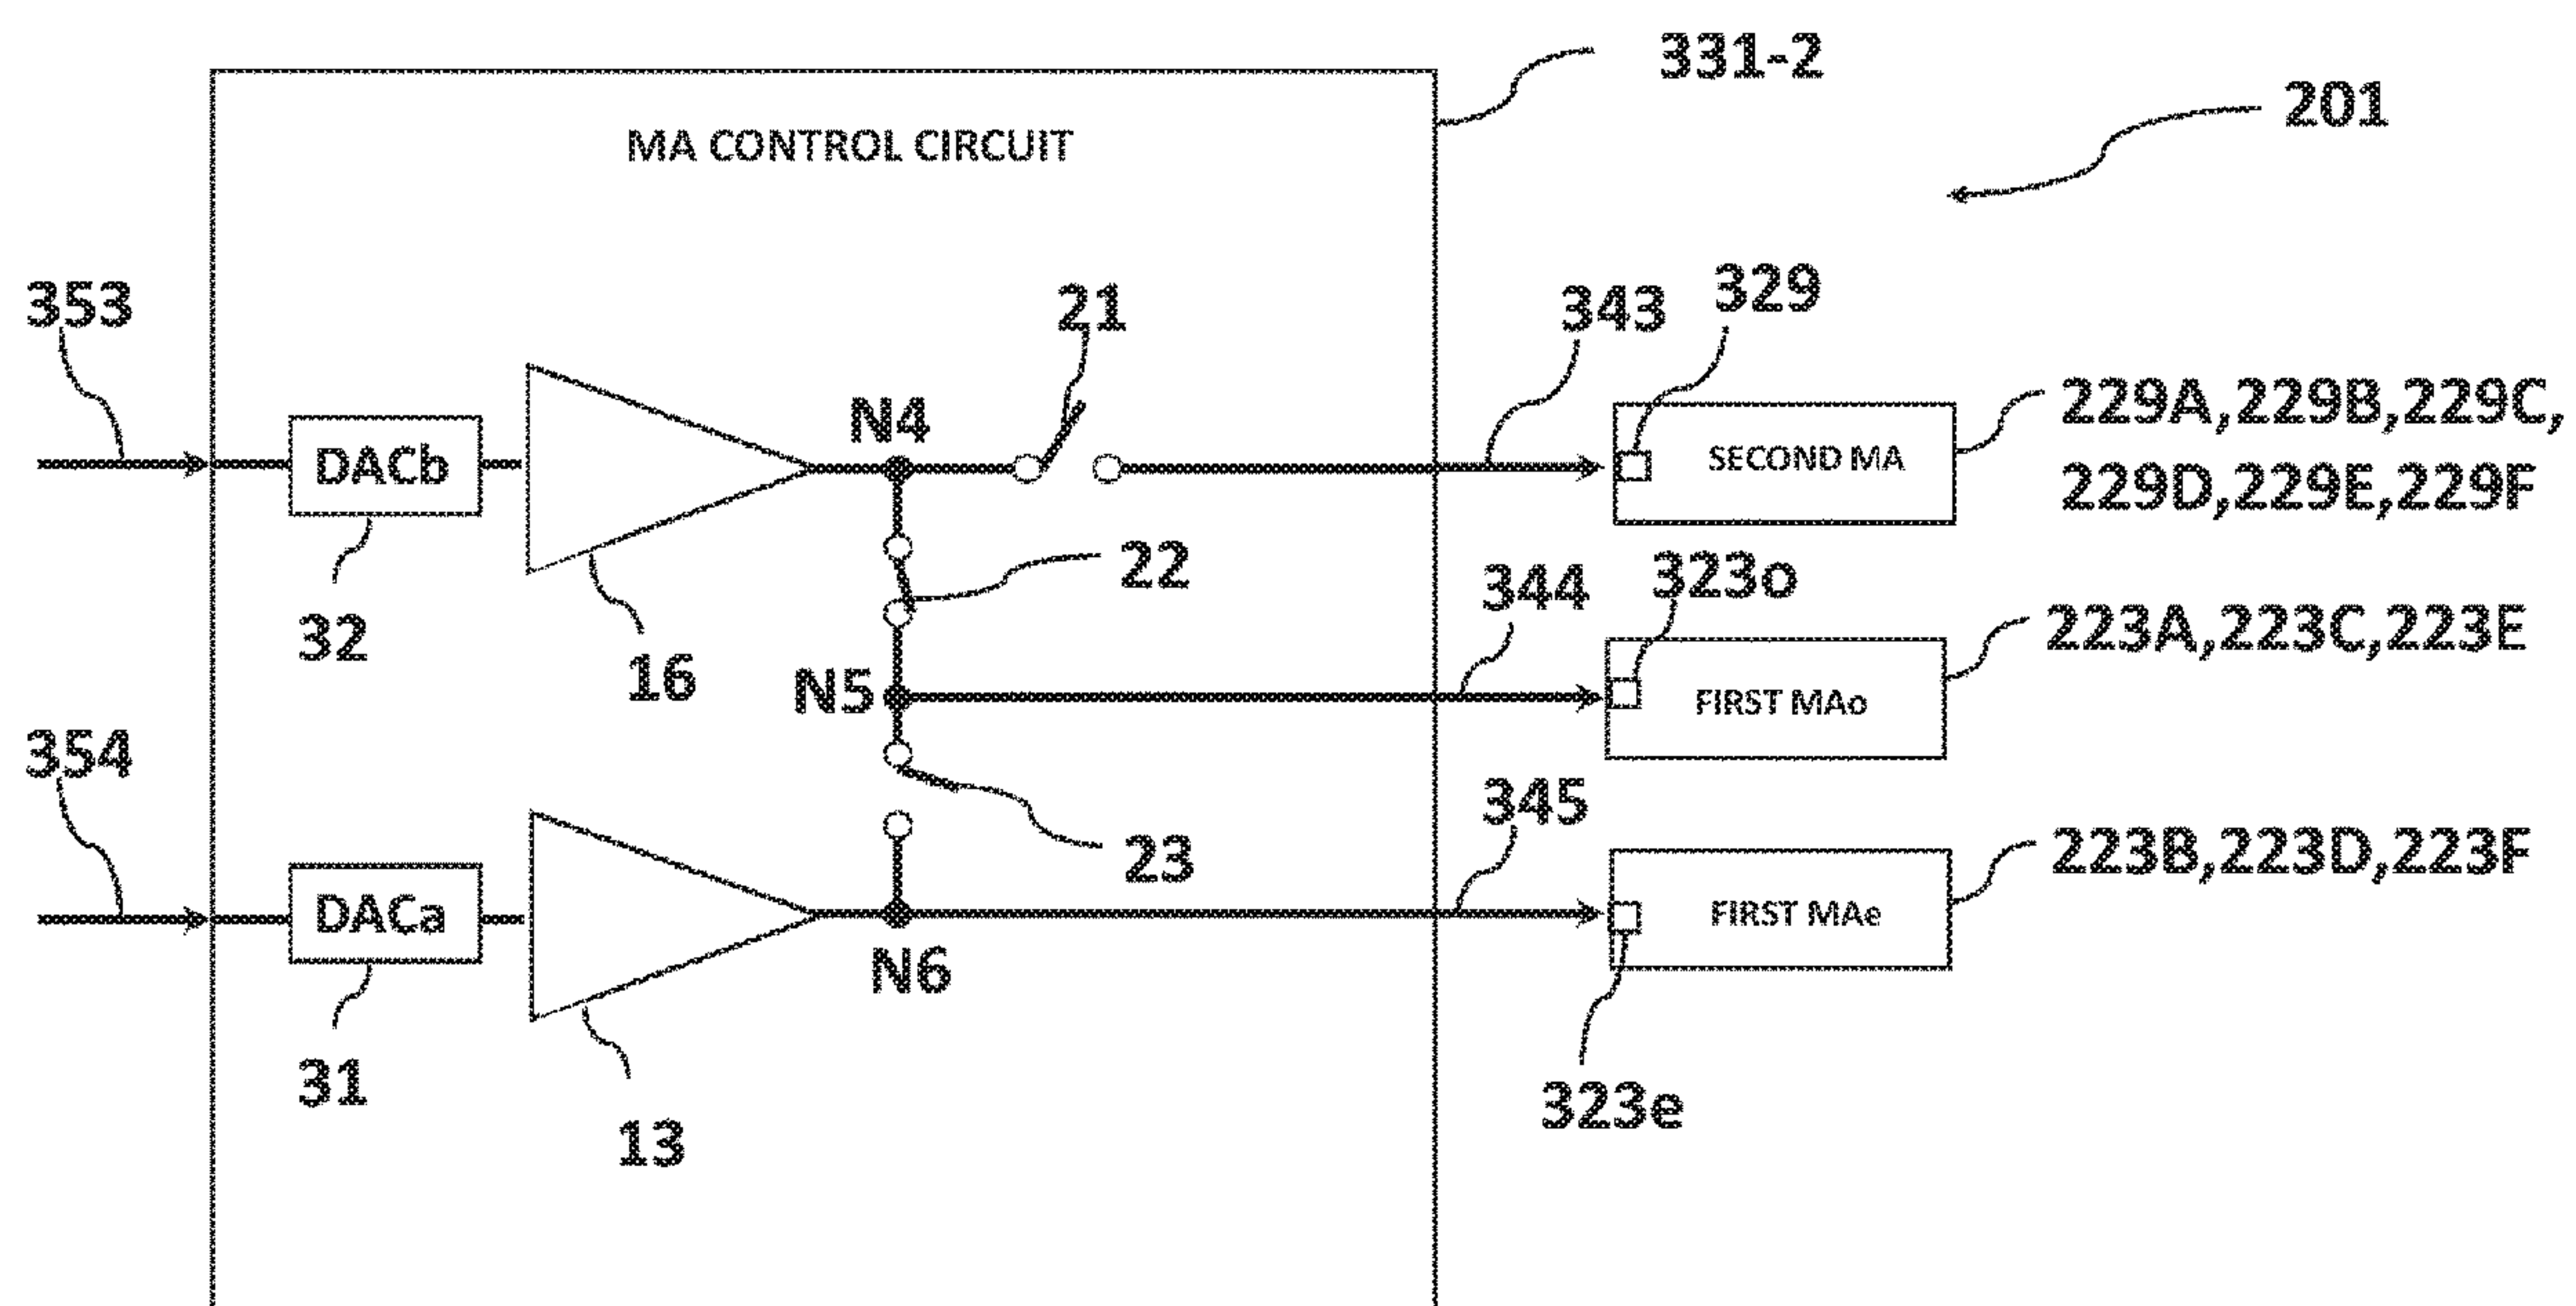 331-2
201
MA CONTROL CIRCUIT
353
21
343
329
N4
DACb
SECOND MA
229A,229B,229C,
229D,229E,229F
32
16
22
344
323o
223A,223C,223E
N5
FIRST MAo
354
23
345
223B,223D,223F
DACa
FIRST MAe
N6
31
13
323e